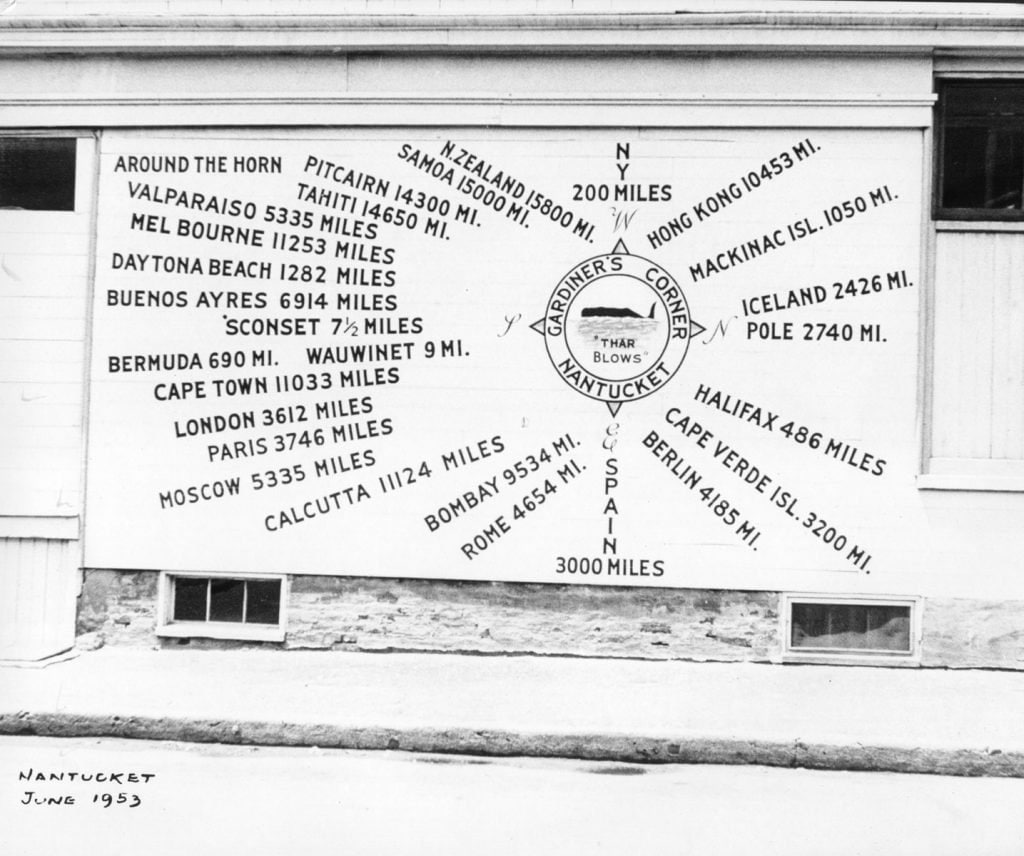 AROUND THE HORN
VALPARAISO 5335 MILES
MEL BOURNE 11253 MILES
PITCAIRN 14300 MI.
TAHITI 14650 MI.
N.ZEALAND 15800 MI.
SAMOA 15000 MI.
DAYTONA BEACH 1282 MILES
BUENOS AYRES 6914 MILES
'SCONSET 7½ MILES
BERMUDA 690 MI.
WAUWINET 9 MI.
CAPE TOWN 11033 MILES
LONDON 3612 MILES
PARIS 3746 MILES
MOSCOW 5335 MILES
CALCUTTA 11124 MILES
BOMBAY 9534 MI.
ROME 4654 MI.
NY
200 MILES
W
S
N
E
GARDINER'S CORNER
"THAR
BLOWS"
NANTUCKET
HONG KONG 10453 MI.
MACKINAC ISL. 1050 MI.
ICELAND 2426 MI.
POLE 2740 MI.
HALIFAX 486 MILES
CAPE VERDE ISL. 3200 MI.
BERLIN 4185 MI.
SPAIN
3000 MILES
NANTUCKET
JUNE 1953